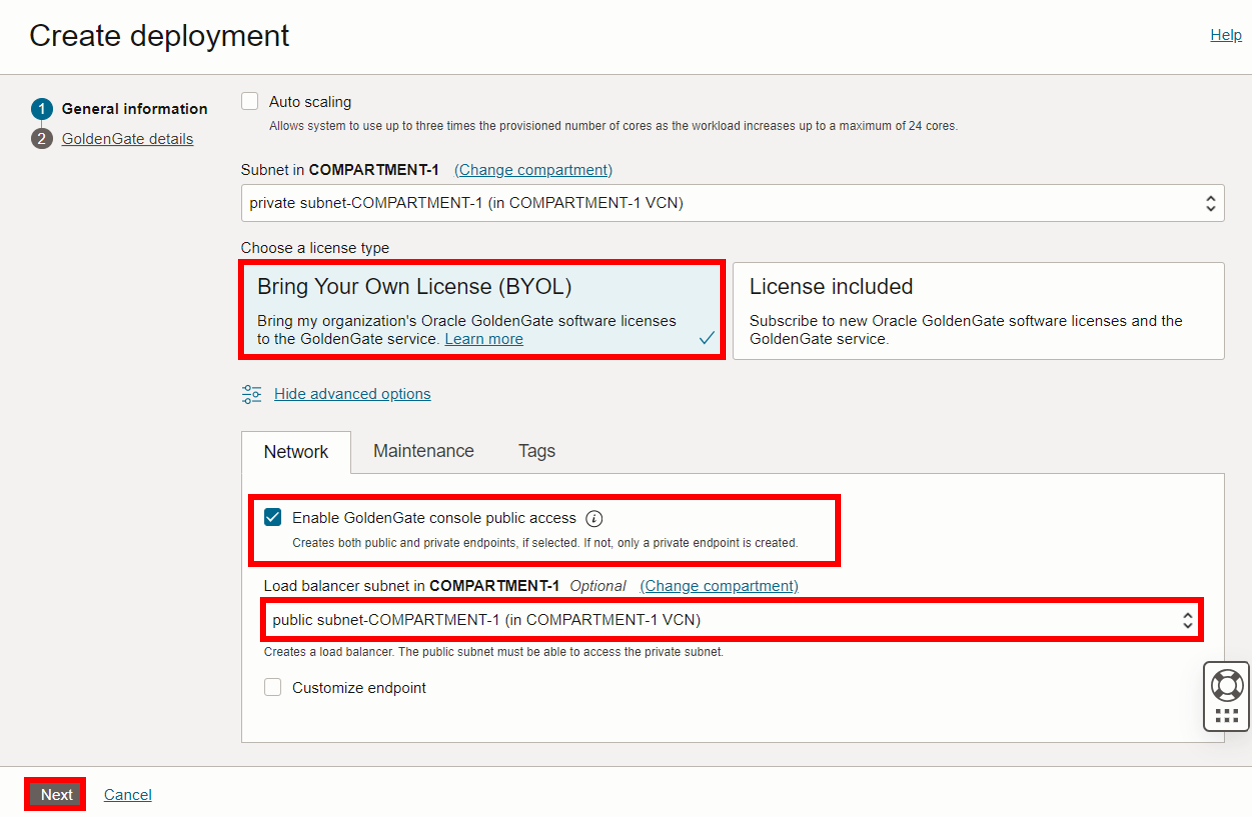 Create deployment
Help
1 General information
2 GoldenGate details
Auto scaling
Allows system to use up to three times the provisioned number of cores as the workload increases up to a maximum of 24 cores.
Subnet in COMPARTMENT-1 (Change compartment)
private subnet-COMPARTMENT-1 (in COMPARTMENT-1 VCN)
Choose a license type
Bring Your Own License (BYOL)
Bring my organization's Oracle GoldenGate software licenses
to the GoldenGate service. Learn more
License included
Subscribe to new Oracle GoldenGate software licenses and the
GoldenGate service.
Hide advanced options
Network Maintenance Tags
Enable GoldenGate console public access i
Creates both public and private endpoints, if selected. If not, only a private endpoint is created.
Load balancer subnet in COMPARTMENT-1 Optional (Change compartment)
public subnet-COMPARTMENT-1 (in COMPARTMENT-1 VCN)
Creates a load balancer. The public subnet must be able to access the private subnet.
Customize endpoint
Next Cancel